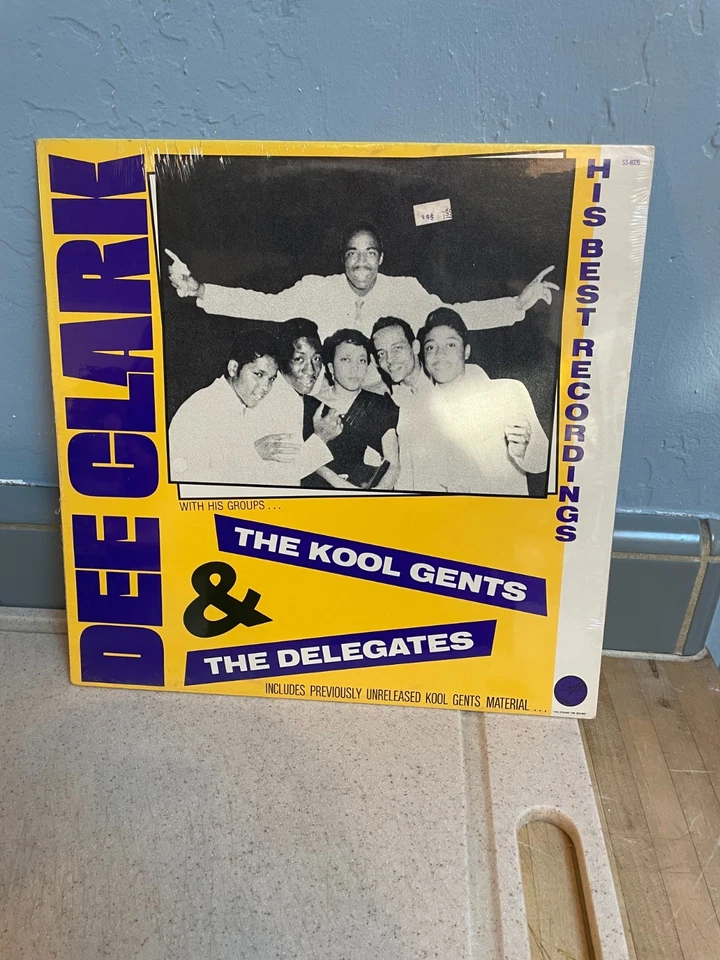 DEE CLARK
HIS BEST RECORDINGS
WITH HIS GROUPS . . .
THE KOOL GENTS
&
THE DELEGATES
INCLUDES PREVIOUSLY UNRELEASED KOOL GENTS MATERIAL . . .